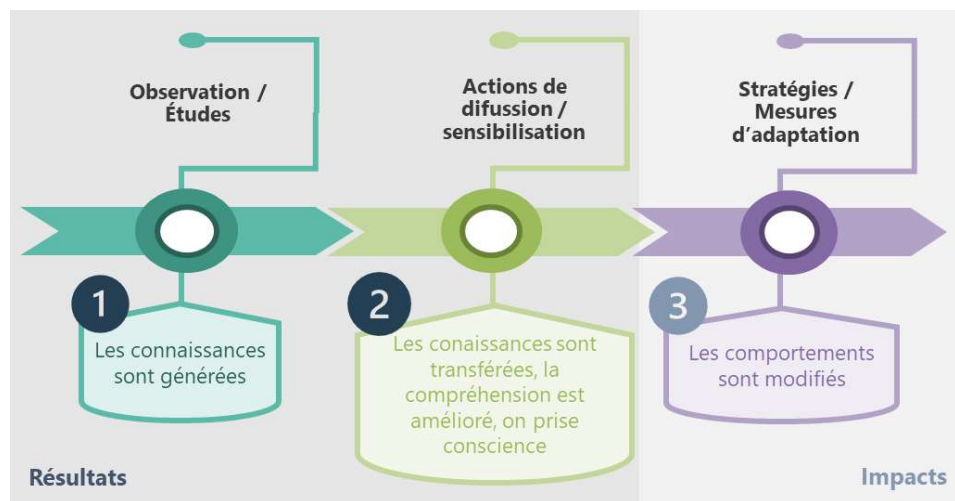 Observation /
Études
1
Les connaissances
sont générées
Actions de
difussion /
sensibilisation
2
Les conaissances sont
transférées, la
compréhension est
amélioré, on prise
conscience
Stratégies /
Mesures
d'adaptation
3
Les comportements
sont modifiés
Résultats
Impacts